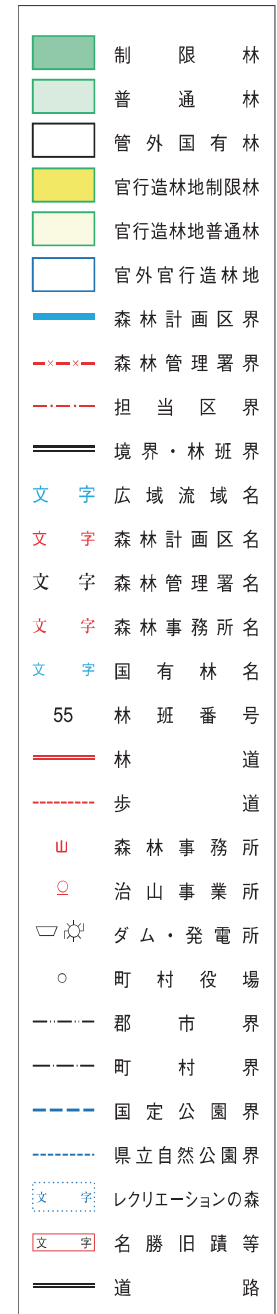 制限林
普通林
管外国有林
官行造林地制限林
官行造林地普通林
官外官行造林地
森林計画区界
森林管理署界
担当区界
境界・林班界
文字 広域流域名
文字 森林計画区名
文字 森林管理署名
文字 森林事務所名
文字 国有林名
55 林班番号
林道
歩道
森林事務所
治山事業所
ダム・発電所
町村役場
郡市界
町村界
国定公園界
県立自然公園界
文字 レクリエーションの森
文字 名勝旧蹟等
道路